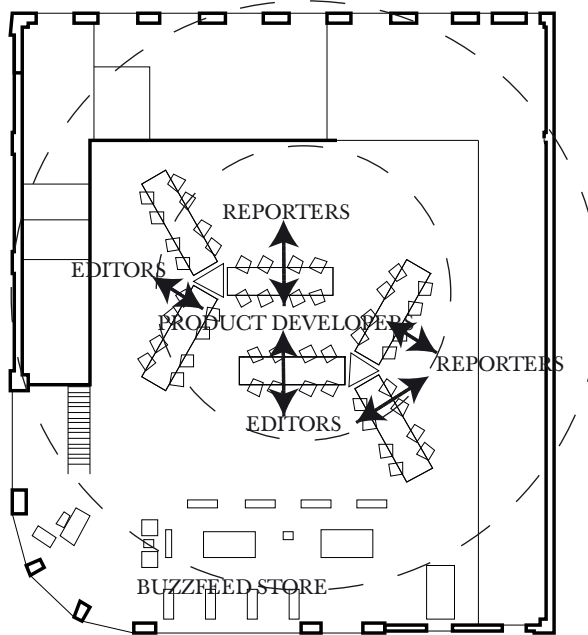 REPORTERS
EDITORS
PRODUCT DEVELOPERS
REPORTERS
EDITORS
BUZZFEED STORE